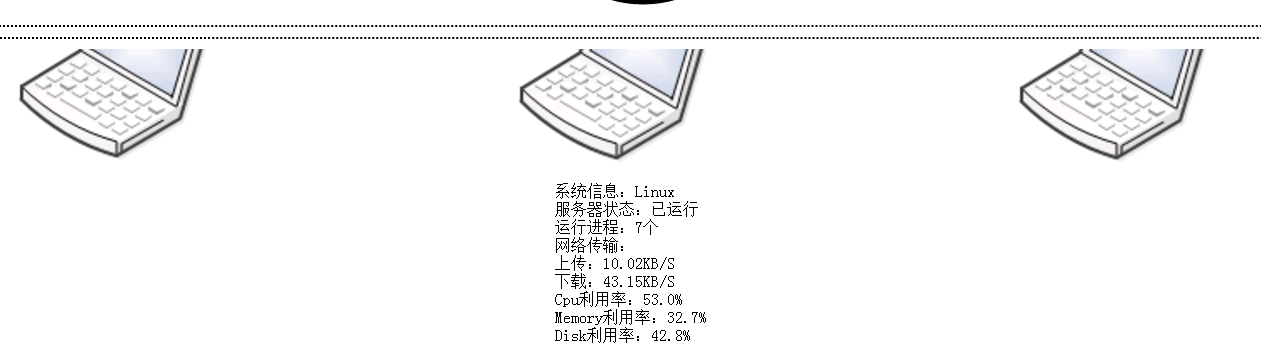 系统信息：Linux
服务器状态：已运行
运行进程：7个
网络传输：
上传：10.02KB/S
下载：43.15KB/S
Cpu利用率：53.0%
Memory利用率：32.7%
Disk利用率：42.8%